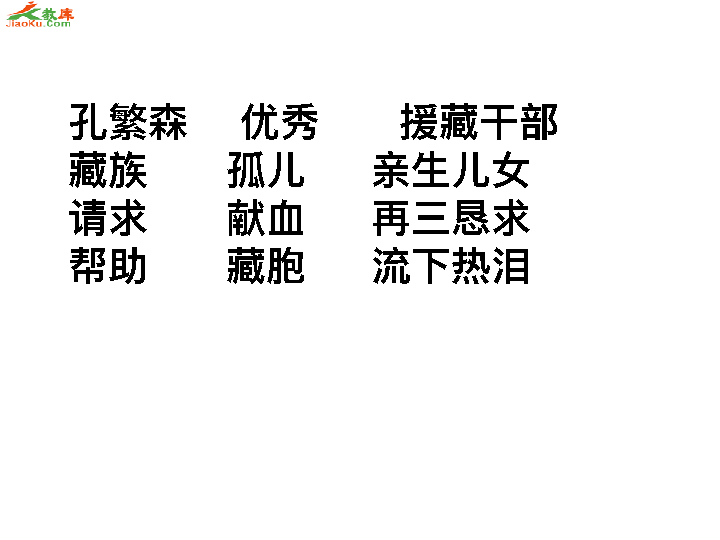 教库
JiaoKu.Com
孔繁森 优秀 援藏干部
藏族 孤儿 亲生儿女
请求 献血 再三恳求
帮助 藏胞 流下热泪